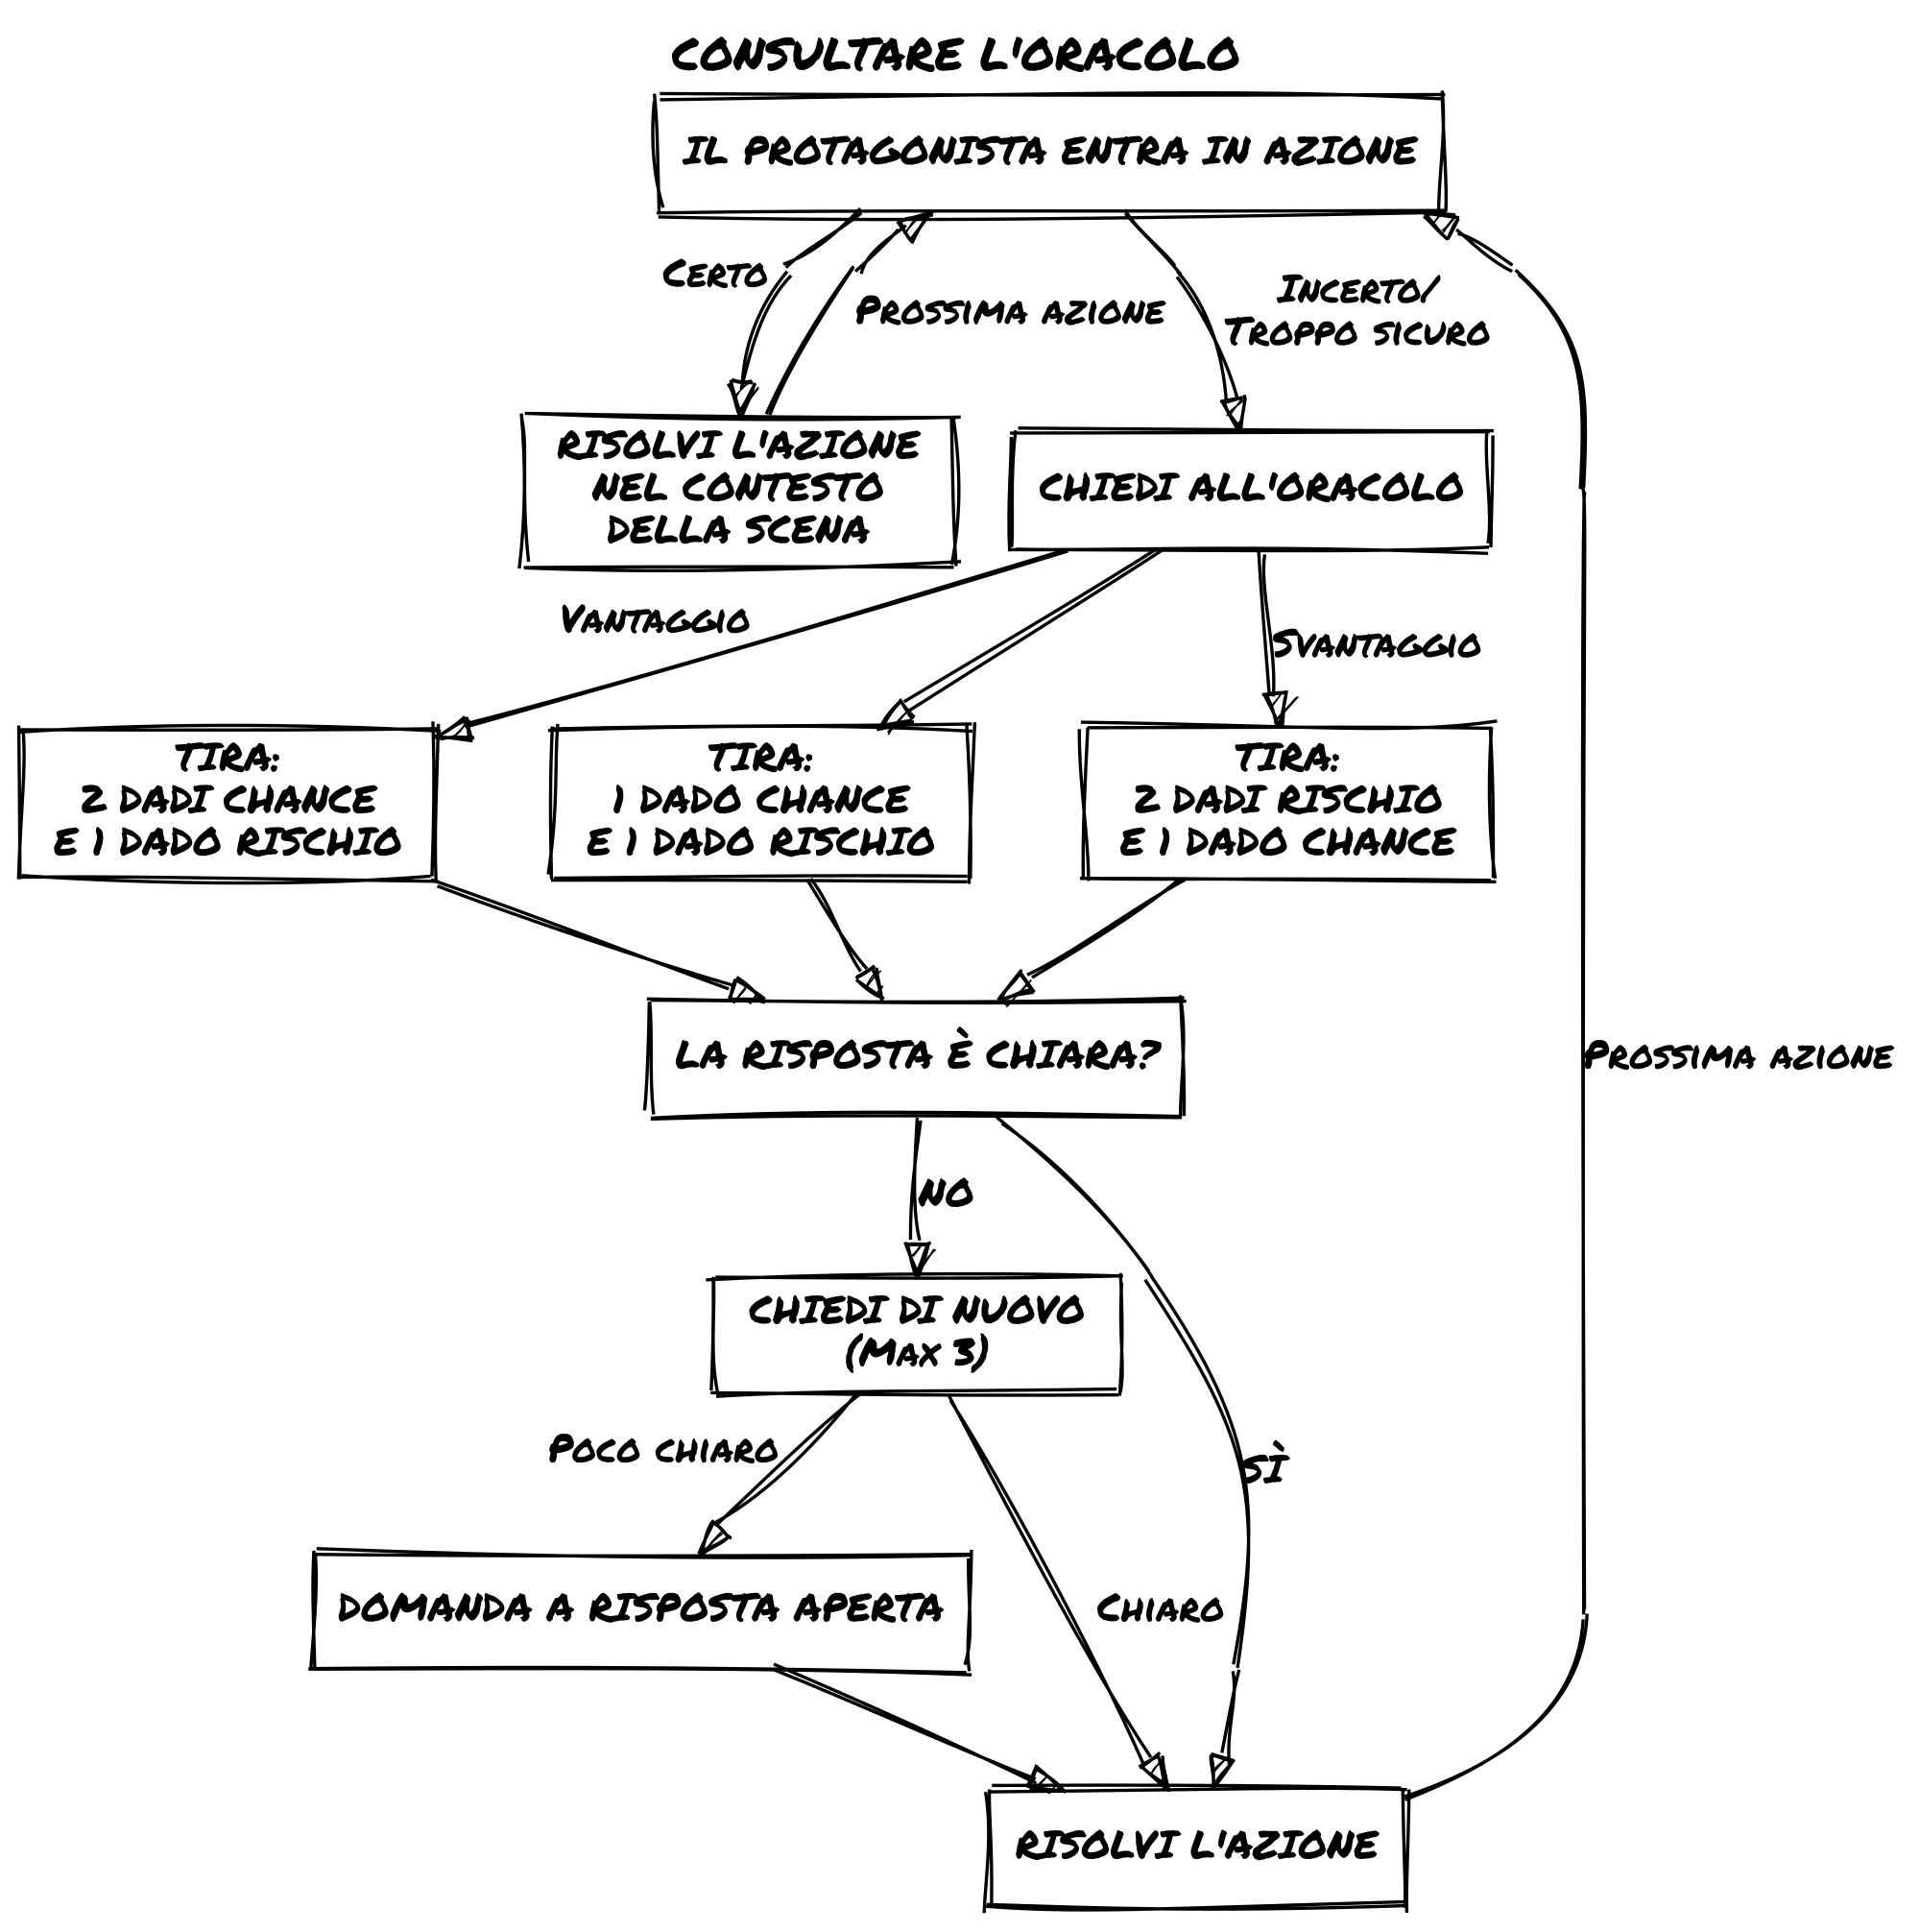 CONSULTARE L'ORACOLO
IL PROTAGONISTA ENTRA IN AZIONE
Certo
Prossima azione
Incerto/
Troppo sicuro
RISOLVI L'AZIONE
NEL CONTESTO
DELLA SCENA
CHIEDI ALL'ORACOLO
Vantaggio
Svantaggio
TIRA:
2 DADI CHANCE
E 1 DADO RISCHIO
TIRA:
1 DADO CHANCE
E 1 DADO RISCHIO
TIRA:
2 DADI RISCHIO
E 1 DADO CHANCE
LA RISPOSTA È CHIARA?
Prossima azione
NO
CHIEDI DI NUOVO
(Max 3)
Poco chiaro
SÌ
DOMANDA A RISPOSTA APERTA
Chiaro
RISOLVI L'AZIONE